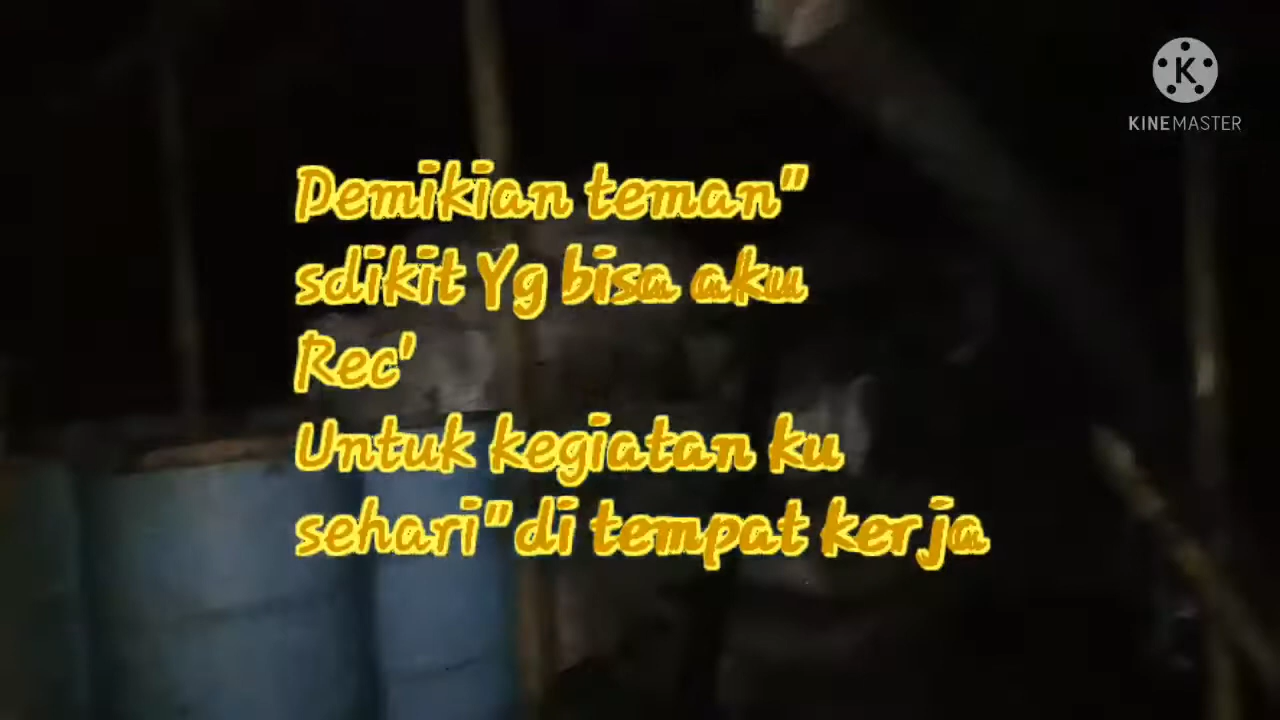 KINEMASTER
Demikian teman"
sdikit Yg bisa aku
Rec'
Untuk kegiatan ku
sehari" di tempat kerja